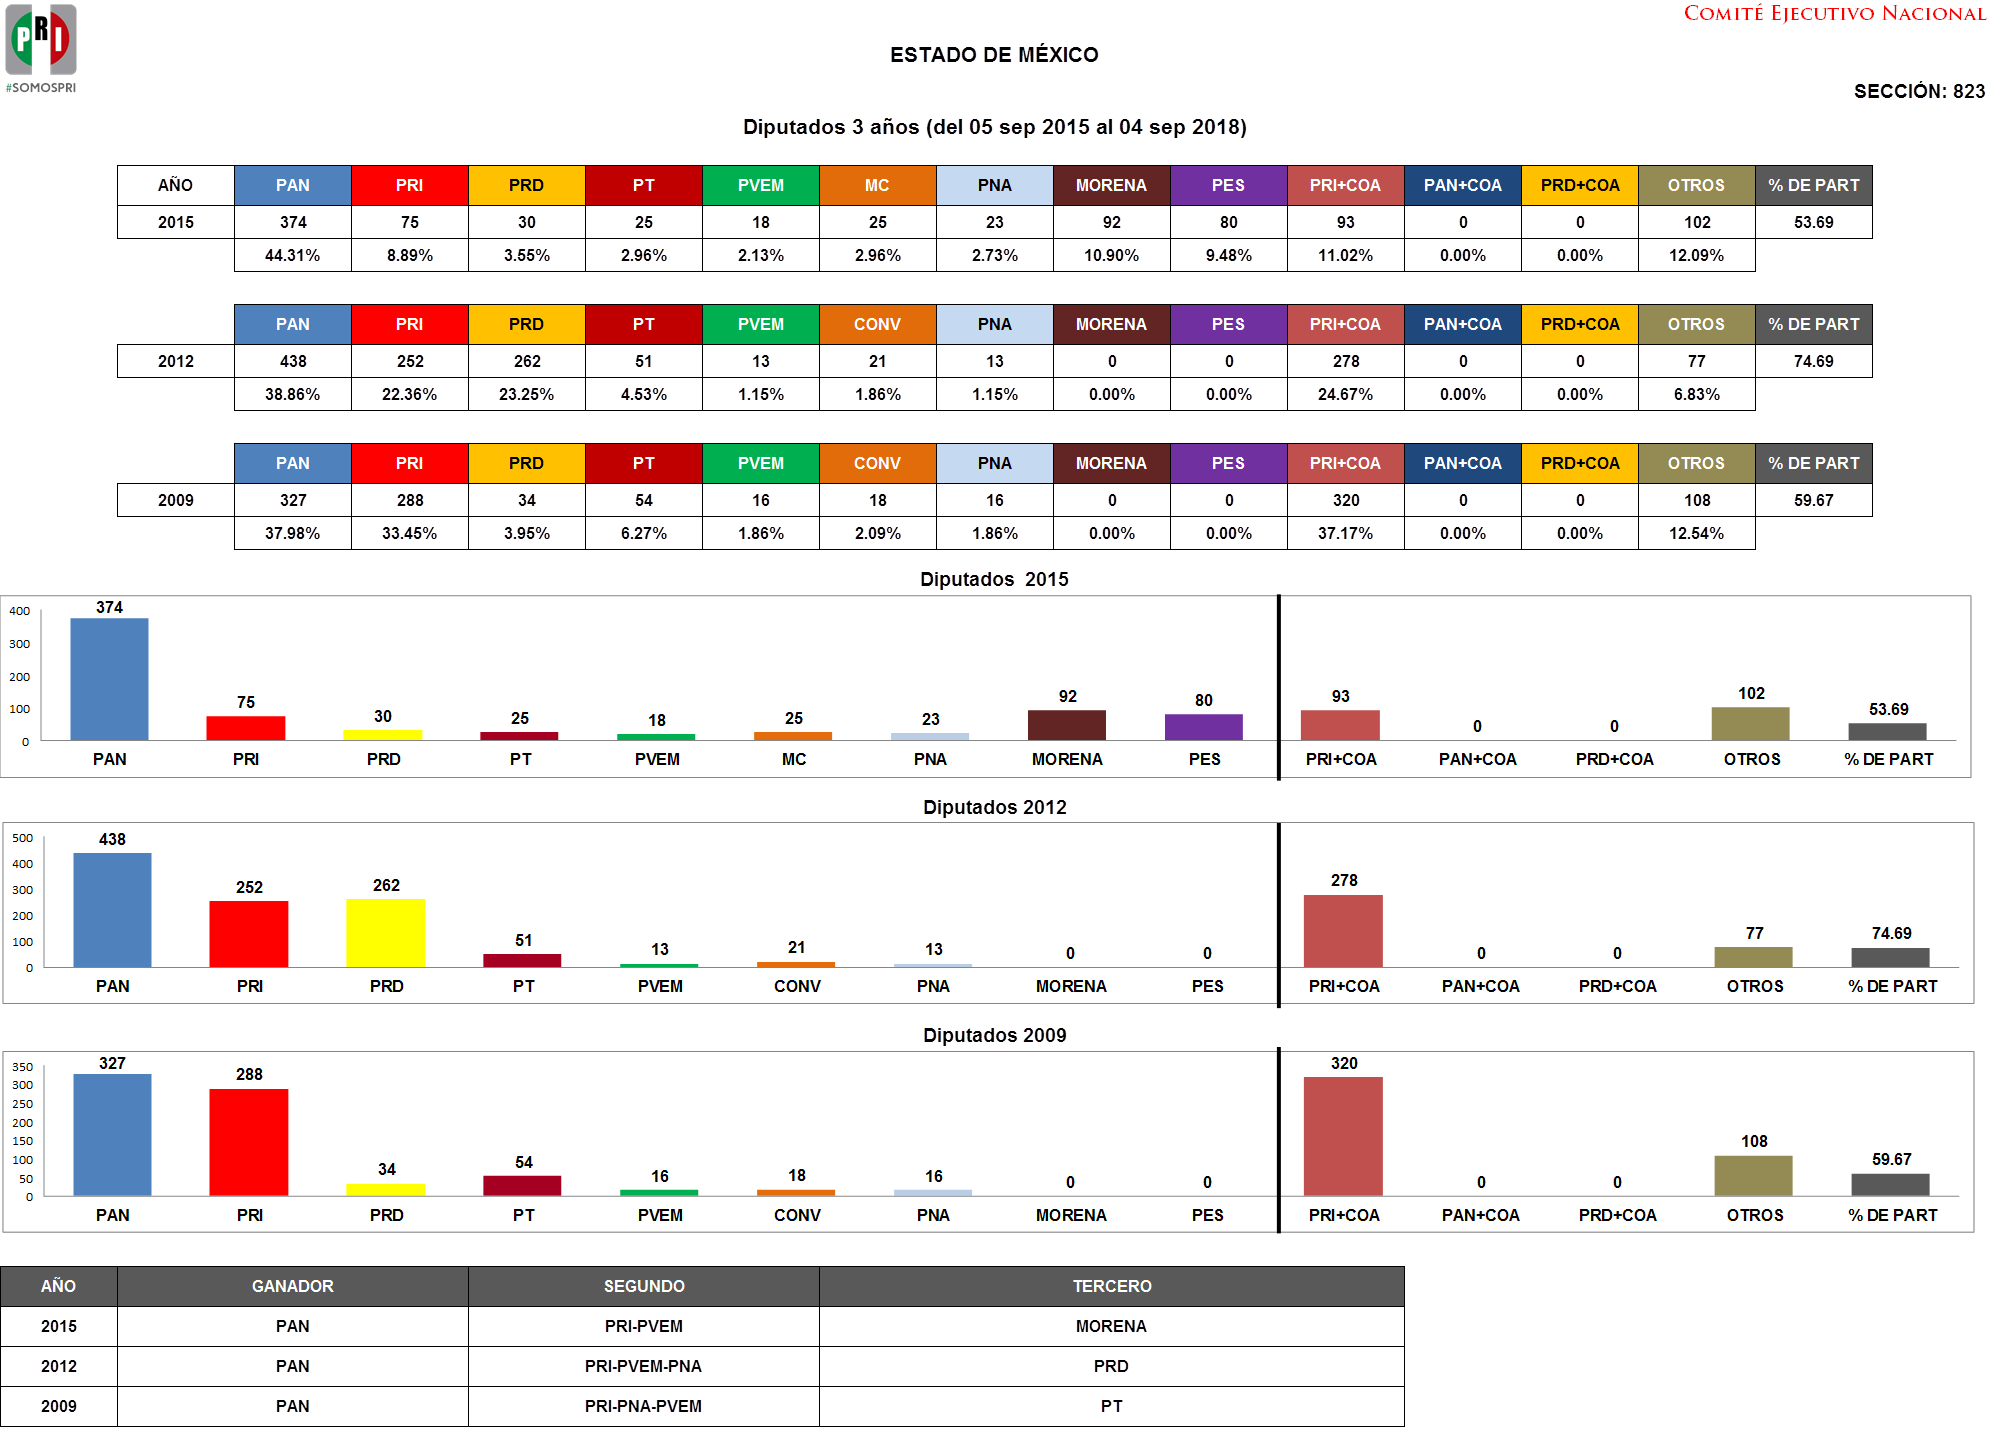 PRI
#SOMOSPRI
COMITÉ EJECUTIVO NACIONAL
ESTADO DE MÉXICO
SECCIÓN: 823
Diputados 3 años (del 05 sep 2015 al 04 sep 2018)
AÑO PAN PRI PRD PT PVEM MC PNA MORENA PES PRI+COA PAN+COA PRD+COA OTROS % DE PART
2015 374 75 30 25 18 25 23 92 80 93 0 0 102 53.69
44.31% 8.89% 3.55% 2.96% 2.13% 2.96% 2.73% 10.90% 9.48% 11.02% 0.00% 0.00% 12.09%
PAN PRI PRD PT PVEM CONV PNA MORENA PES PRI+COA PAN+COA PRD+COA OTROS % DE PART
2012 438 252 262 51 13 21 13 0 0 278 0 0 77 74.69
38.86% 22.36% 23.25% 4.53% 1.15% 1.86% 1.15% 0.00% 0.00% 24.67% 0.00% 0.00% 6.83%
PAN PRI PRD PT PVEM CONV PNA MORENA PES PRI+COA PAN+COA PRD+COA OTROS % DE PART
2009 327 288 34 54 16 18 16 0 0 320 0 0 108 59.67
37.98% 33.45% 3.95% 6.27% 1.86% 2.09% 1.86% 0.00% 0.00% 37.17% 0.00% 0.00% 12.54%
Diputados 2015
400
300
200
100
0
374 75 30 25 18 25 23 92 80 93 0 0 102 53.69
PAN PRI PRD PT PVEM MC PNA MORENA PES PRI+COA PAN+COA PRD+COA OTROS % DE PART
Diputados 2012
500
400
300
200
100
0
438 252 262 51 13 21 13 0 0 278 0 0 77 74.69
PAN PRI PRD PT PVEM CONV PNA MORENA PES PRI+COA PAN+COA PRD+COA OTROS % DE PART
Diputados 2009
350
300
250
200
150
100
50
0
327 288 34 54 16 18 16 0 0 320 0 0 108 59.67
PAN PRI PRD PT PVEM CONV PNA MORENA PES PRI+COA PAN+COA PRD+COA OTROS % DE PART
AÑO GANADOR SEGUNDO TERCERO
2015 PAN PRI-PVEM MORENA
2012 PAN PRI-PVEM-PNA PRD
2009 PAN PRI-PNA-PVEM PT